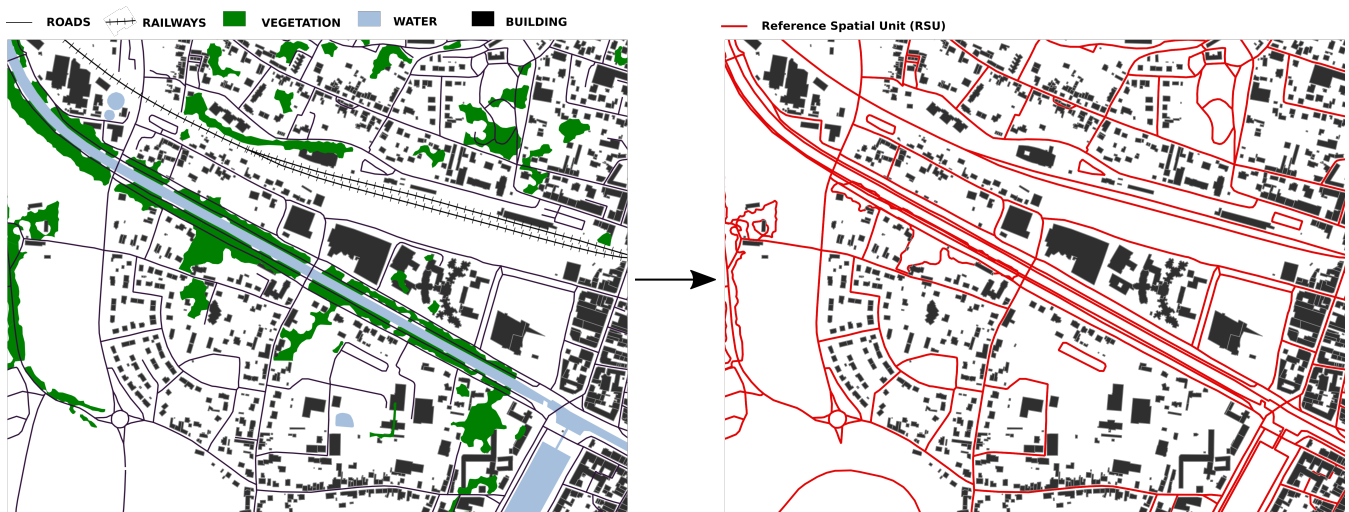 ROADS RAILWAYS VEGETATION WATER BUILDING
Reference Spatial Unit (RSU)